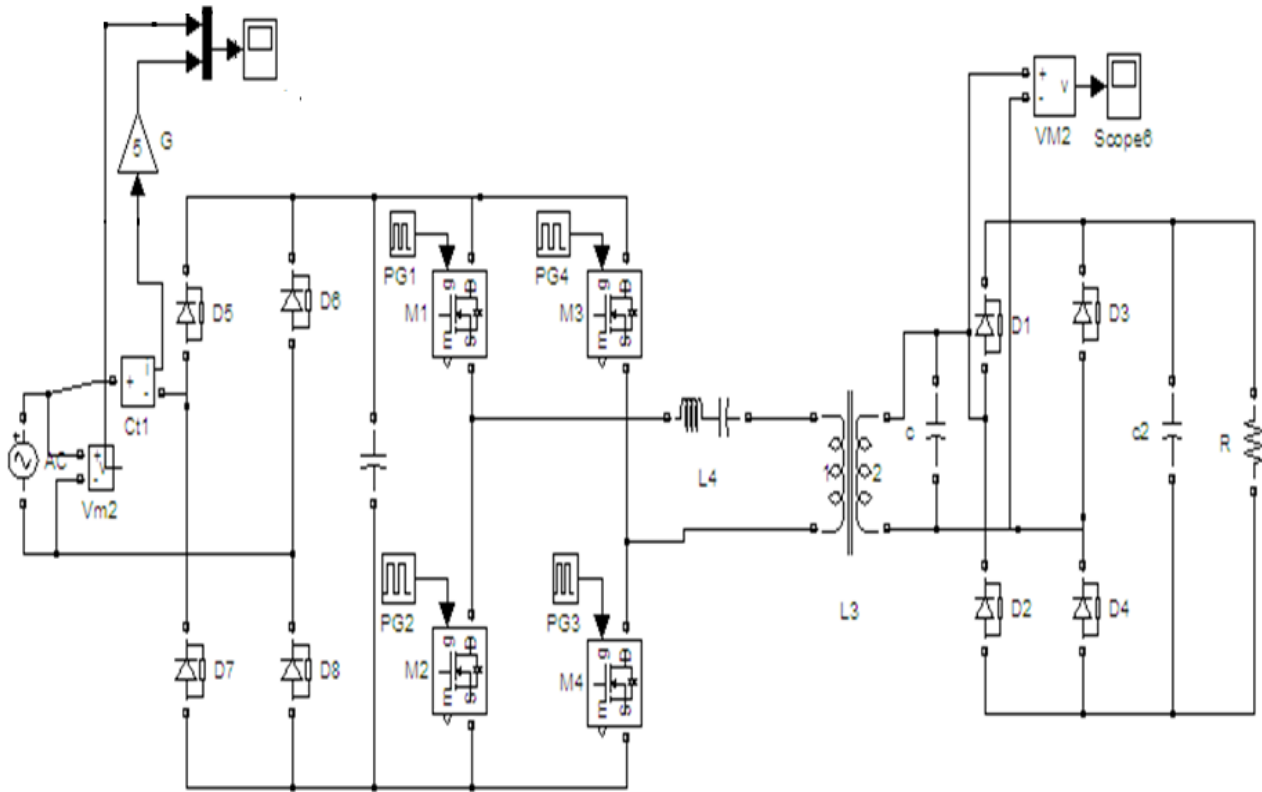 5
G
+
-
v
VM2
Scope6
PG1
PG4
g
D
m
s
M1
g
D
m
s
M3
D5
D6
D1
D3
+
-
i
Ct1
AC
+
+
-
v
Vm2
L4
1
2
L3
c
c2
R
PG2
PG3
g
D
m
s
M2
g
D
m
s
M4
D7
D8
D2
D4